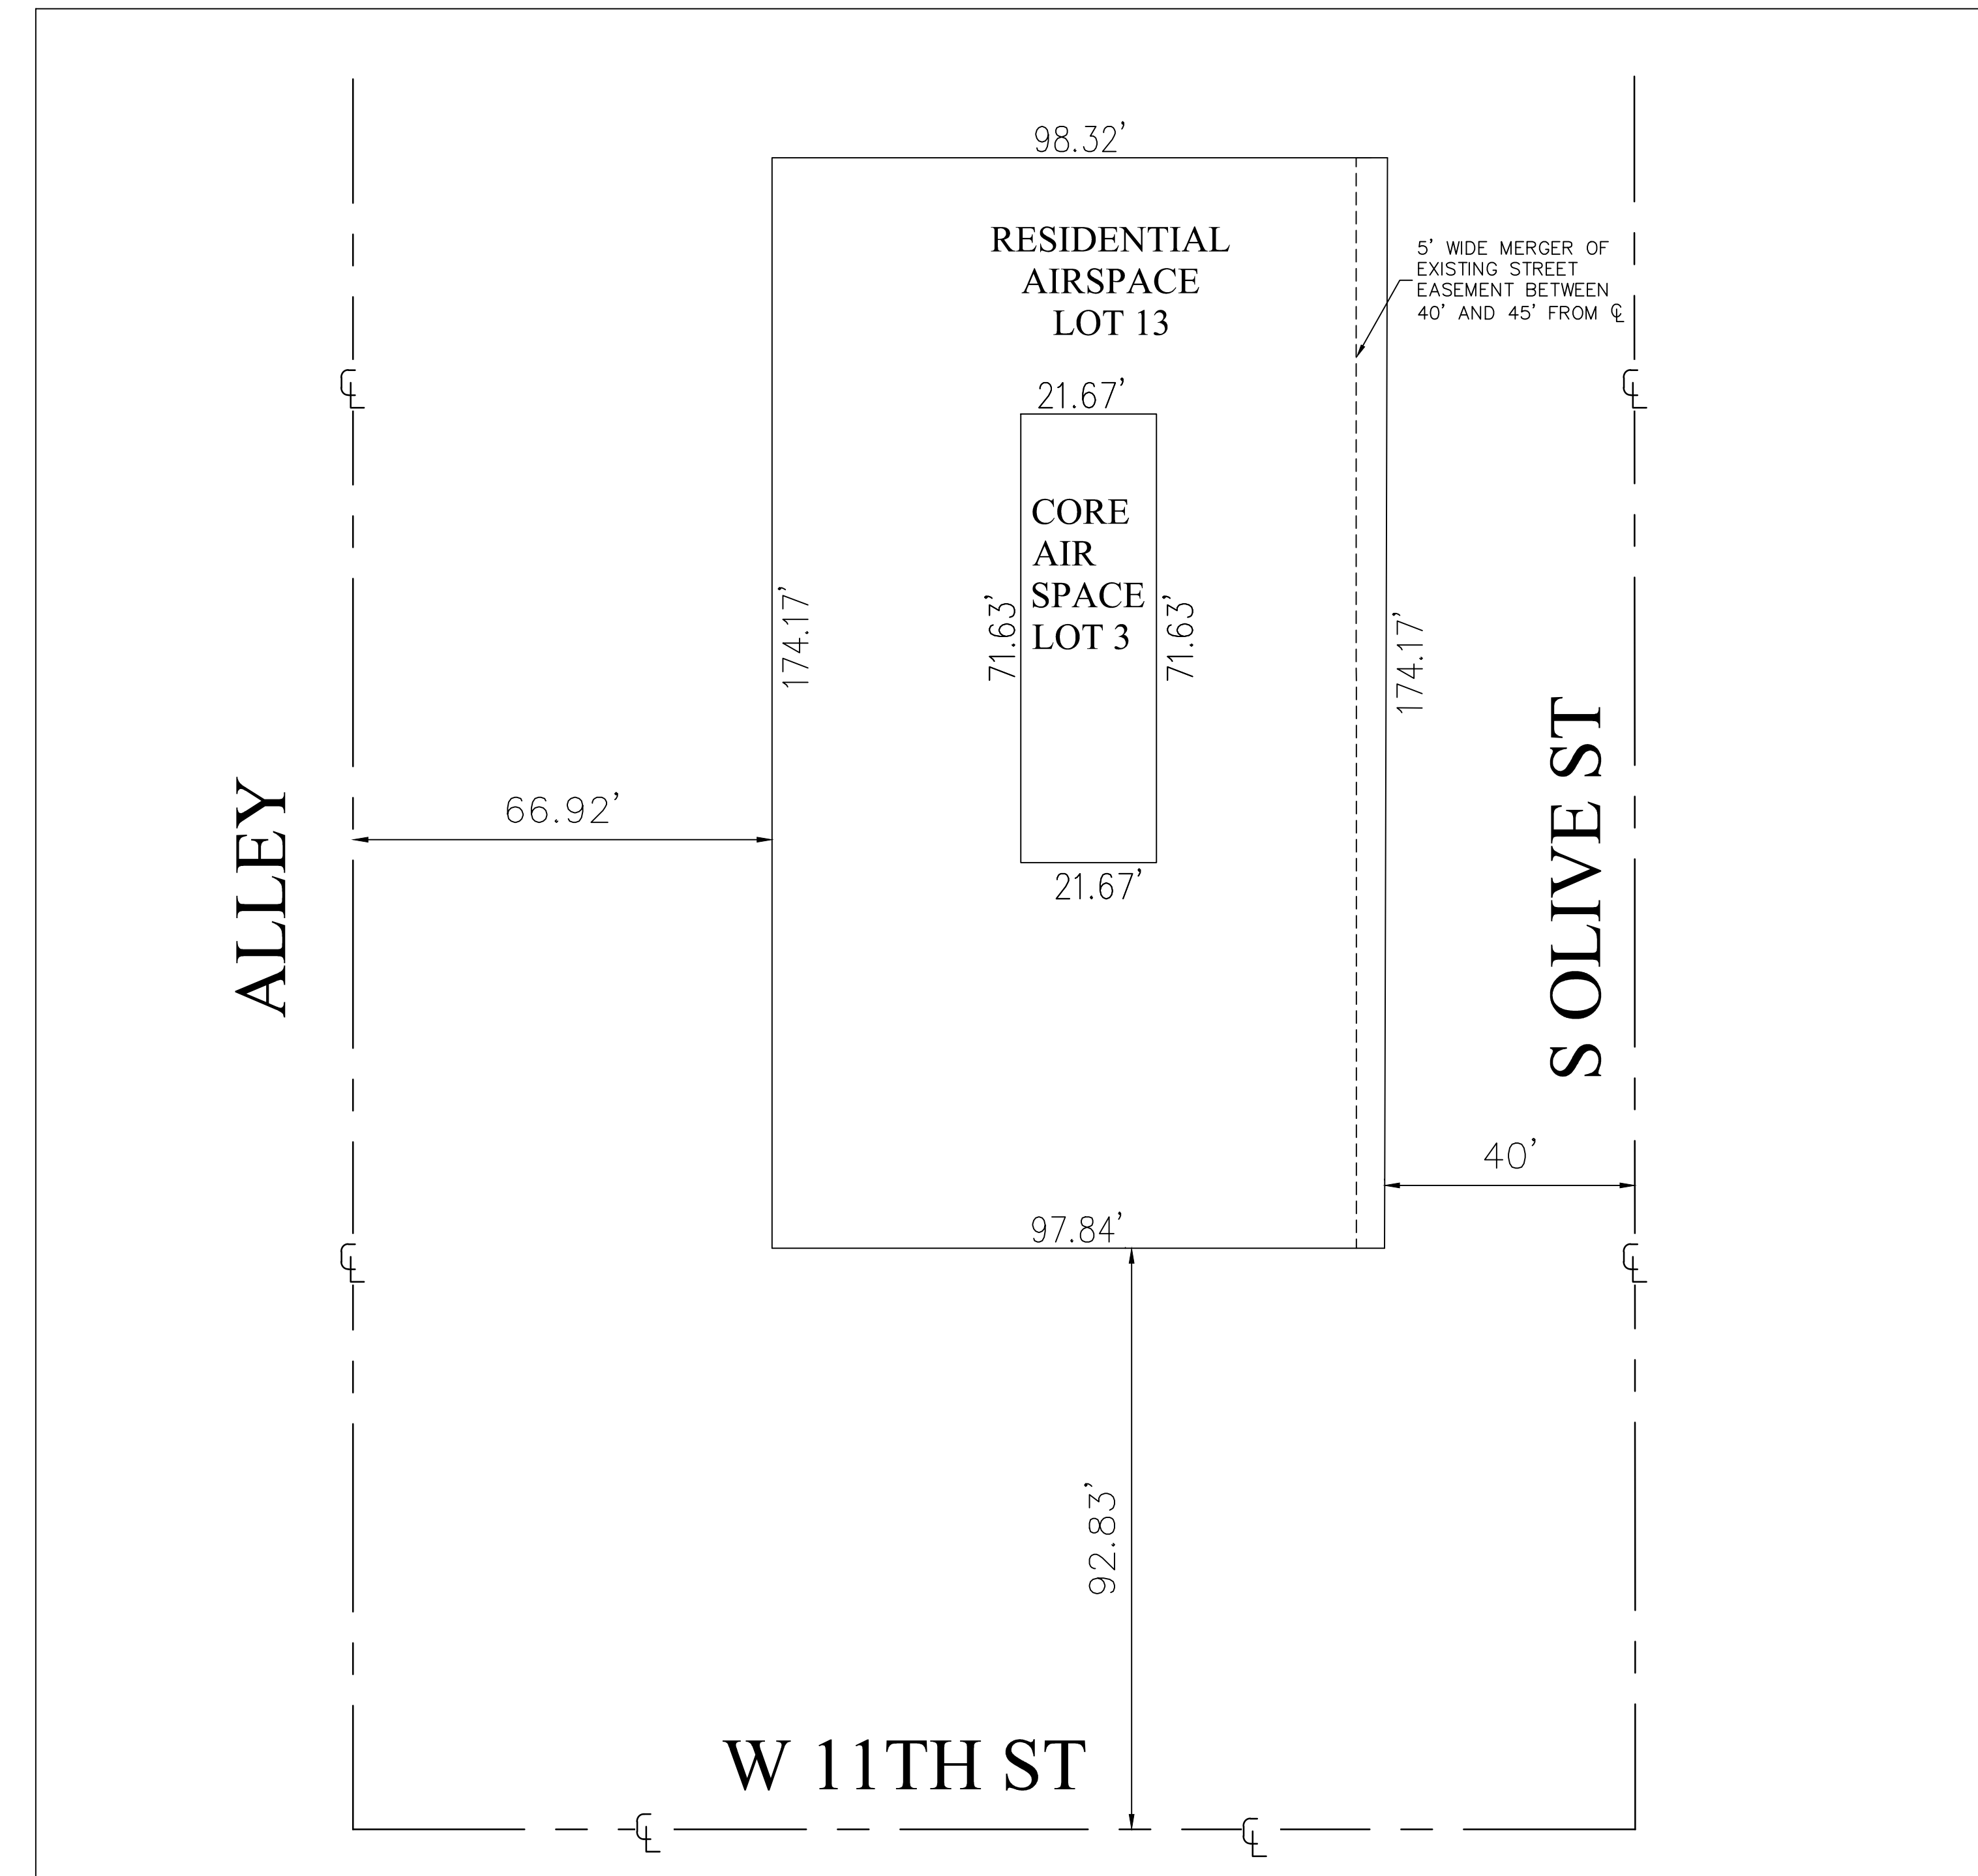 98.32'
RESIDENTIAL
AIRSPACE
LOT 13
5' WIDE MERGER OF
EXISTING STREET
EASEMENT BETWEEN
40' AND 45' FROM ℄
℄
℄
21.67'
CORE
AIR
SPACE
LOT 3
71.63'
71.63'
174.17'
174.17'
21.67'
ALLEY
66.92'
S OLIVE ST
40'
97.84'
℄
℄
92.83'
W 11TH ST
℄
℄